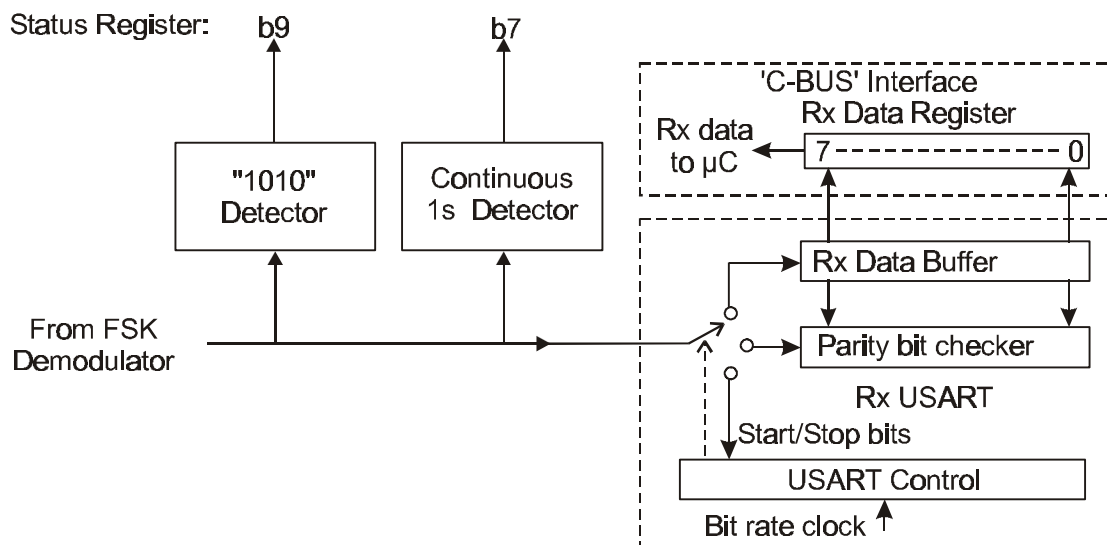 Status Register: b9 b7
'C-BUS' Interface
Rx Data Register
Rx data
to µC
7 0
"1010"
Detector
Continuous
1s Detector
Rx Data Buffer
From FSK
Demodulator
Parity bit checker
Rx USART
Start/Stop bits
USART Control
Bit rate clock